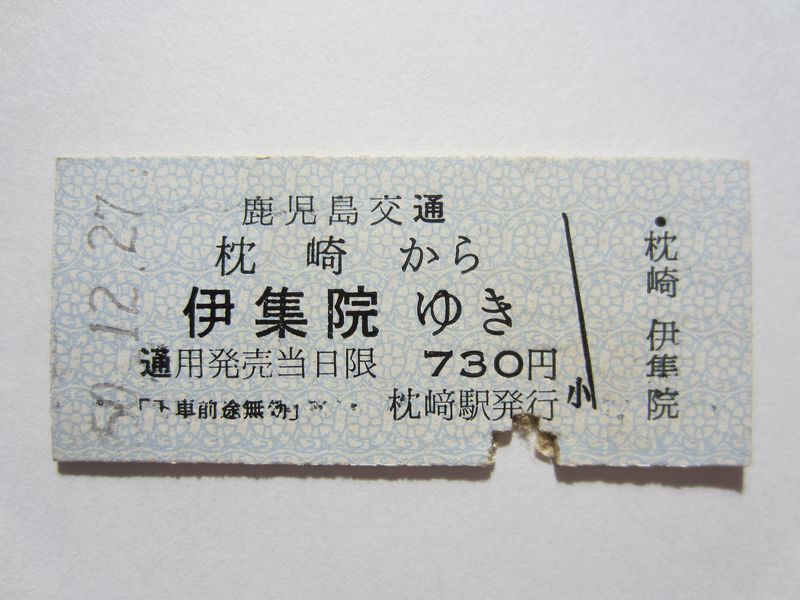 鹿児島交通
枕崎から
伊集院 ゆき
通用発売当日限 730円
「下車前途無効」 枕﨑駅発行
小
枕崎 伊集院
12.27